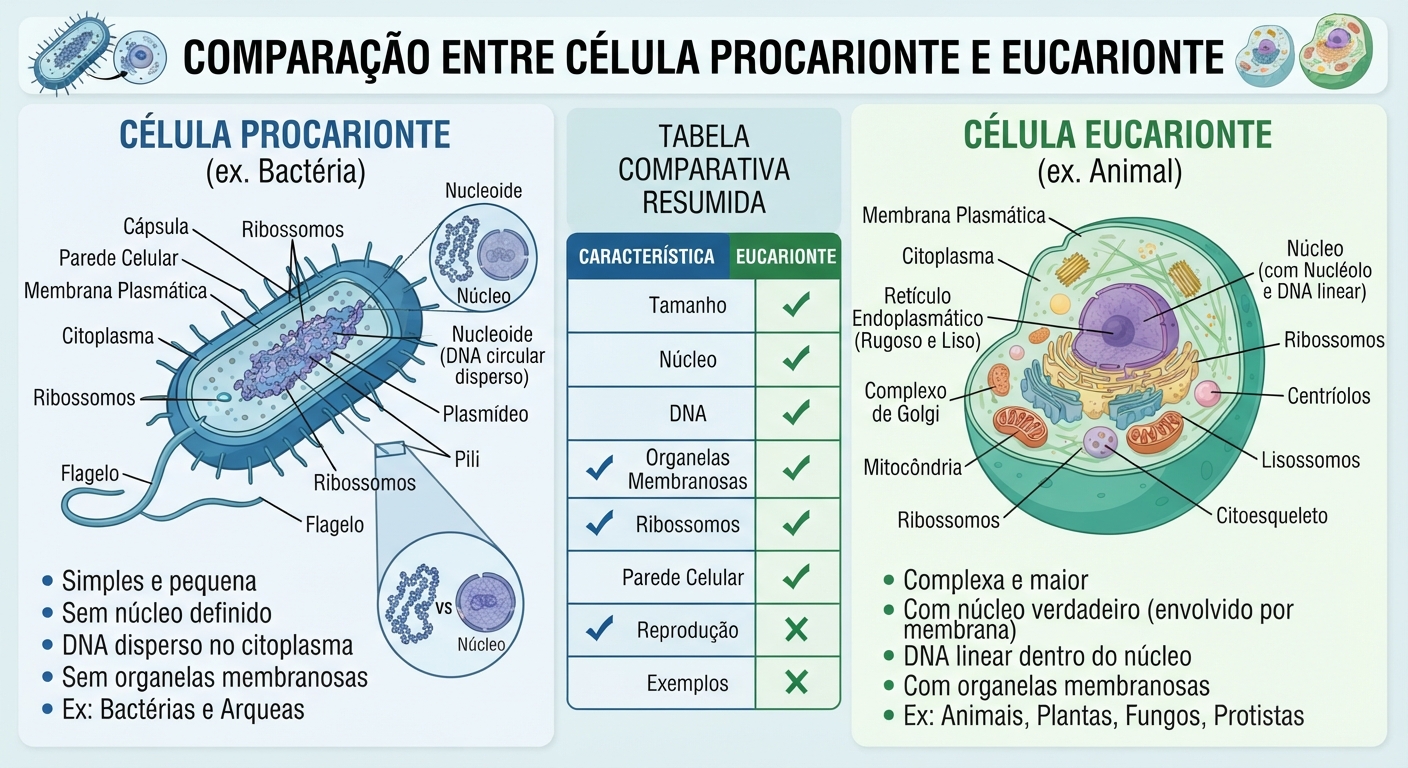 COMPARAÇÃO ENTRE CÉLULA PROCARIONTE E EUCARIONTE
CÉLULA PROCARIONTE
(ex. Bactéria)
Nucleoide
Núcleo
Cápsula
Ribossomos
Parede Celular
Membrana Plasmática
Citoplasma
Nucleoide
(DNA circular
disperso)
Ribossomos
Plasmídeo
Pili
Flagelo
Ribossomos
Flagelo
vs
Núcleo
• Simples e pequena
• Sem núcleo definido
• DNA disperso no citoplasma
• Sem organelas membranosas
• Ex: Bactérias e Arqueas
TABELA
COMPARATIVA
RESUMIDA
CARACTERÍSTICA EUCARIONTE
Tamanho ✓
Núcleo ✓
DNA ✓
✓ Organelas
Membranosas ✓
✓ Ribossomos ✓
Parede Celular ✓
✓ Reprodução ✕
Exemplos ✕
CÉLULA EUCARIONTE
(ex. Animal)
Membrana Plasmática
Citoplasma
Núcleo
(com Nucléolo
e DNA linear)
Retículo
Endoplasmático
(Rugoso e Liso)
Ribossomos
Complexo
de Golgi
Centríolos
Mitocôndria
Lisossomos
Ribossomos
Citoesqueleto
• Complexa e maior
• Com núcleo verdadeiro (envolvido por
membrana)
• DNA linear dentro do núcleo
• Com organelas membranosas
• Ex: Animais, Plantas, Fungos, Protistas